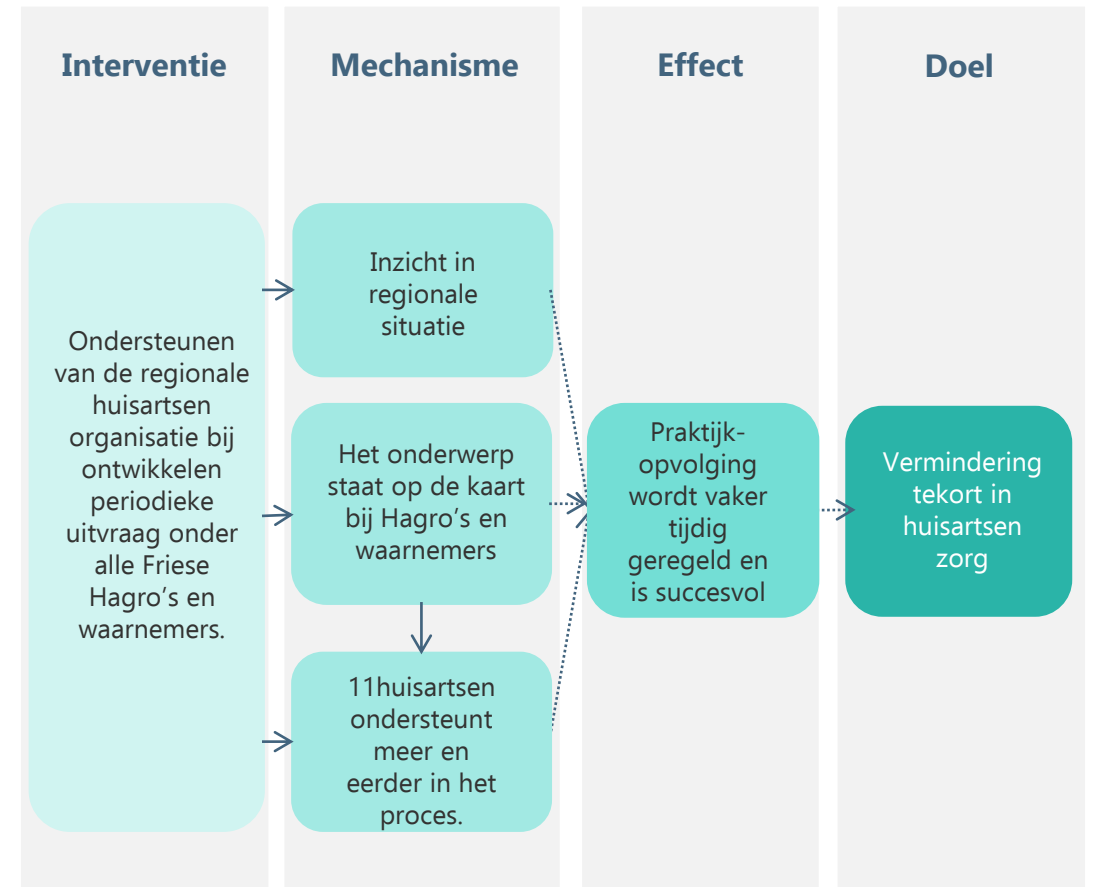 Interventie
Mechanisme
Effect
Doel
Ondersteunen
van de regionale
huisartsen
organisatie bij
ontwikkelen
periodieke
uitvraag onder
alle Friese
Hagro's en
waarnemers.
Inzicht in
regionale
situatie
Het onderwerp
staat op de kaart
bij Hagro's en
waarnemers
11huisartsen
ondersteunt
meer en
eerder in het
proces.
Praktijk-
opvolging
wordt vaker
tijdig
geregeld en
is succesvol
Vermindering
tekort in
huisartsen
zorg